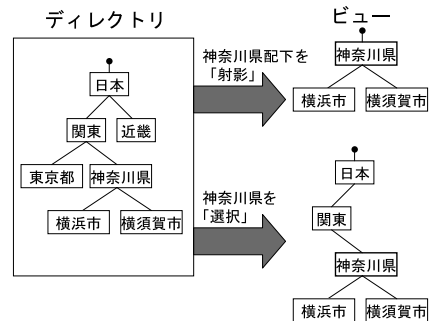 ディレクトリ
ビュー
日本
関東
近畿
東京都
神奈川県
横浜市
横須賀市
神奈川県配下を
「射影」
神奈川県
横浜市
横須賀市
神奈川県を
「選択」
日本
関東
神奈川県
横浜市
横須賀市